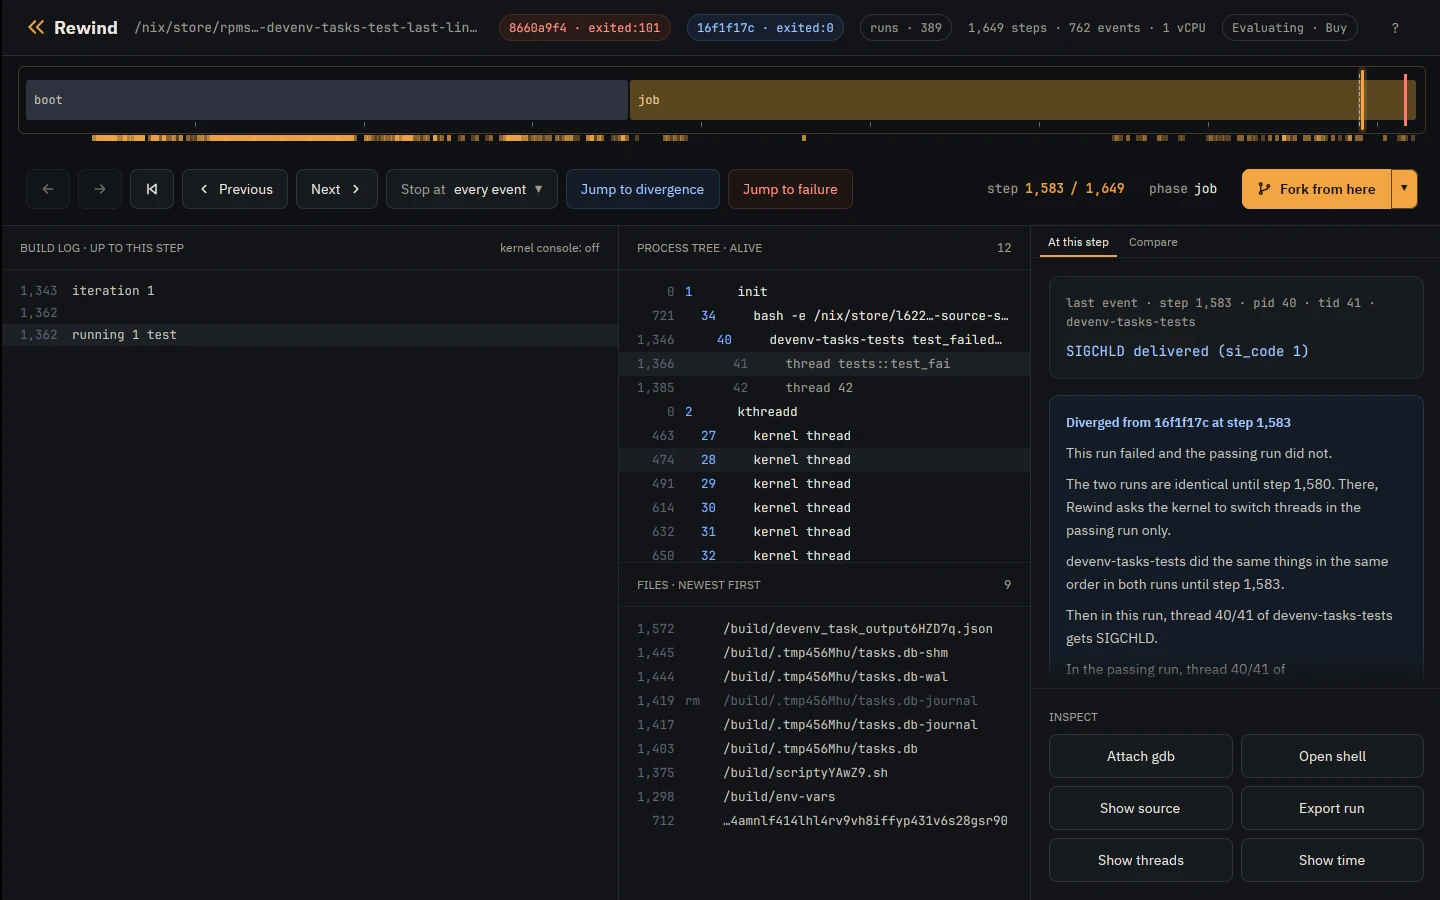 Rewind /nix/store/rpms…-devenv-tasks-test-last-lin… 8660a9f4 · exited:101 16f1f17c · exited:0 runs · 389 1,649 steps · 762 events · 1 vCPU Evaluating · Buy ?
boot job
← → Previous Next Stop at every event ▾ Jump to divergence Jump to failure step 1,583 / 1,649 phase job Fork from here ▾
BUILD LOG · UP TO THIS STEP kernel console: off
1,343 iteration 1
1,362
1,362 running 1 test
PROCESS TREE · ALIVE 12
0 1 init
721 34 bash -e /nix/store/l622…-source-s…
1,346 40 devenv-tasks-tests test_failed…
1,366 41 thread tests::test_fai
1,385 42 thread 42
0 2 kthreadd
463 27 kernel thread
474 28 kernel thread
491 29 kernel thread
614 30 kernel thread
632 31 kernel thread
650 32 kernel thread
FILES · NEWEST FIRST 9
1,572 /build/devenv_task_output6HZD7q.json
1,445 /build/.tmp456Mhu/tasks.db-shm
1,444 /build/.tmp456Mhu/tasks.db-wal
1,419 rm /build/.tmp456Mhu/tasks.db-journal
1,417 /build/.tmp456Mhu/tasks.db-journal
1,403 /build/.tmp456Mhu/tasks.db
1,375 /build/scriptyYAwZ9.sh
1,298 /build/env-vars
712 …4amnlf414lhl4rv9vh8iffyp431v6s28gsr90
At this step Compare
last event · step 1,583 · pid 40 · tid 41 ·
devenv-tasks-tests
SIGCHLD delivered (si_code 1)
Diverged from 16f1f17c at step 1,583
This run failed and the passing run did not.
The two runs are identical until step 1,580. There,
Rewind asks the kernel to switch threads in the
passing run only.
devenv-tasks-tests did the same things in the same
order in both runs until step 1,583.
Then in this run, thread 40/41 of devenv-tasks-tests
gets SIGCHLD.
In the passing run, thread 40/41 of
INSPECT
Attach gdb Open shell
Show source Export run
Show threads Show time